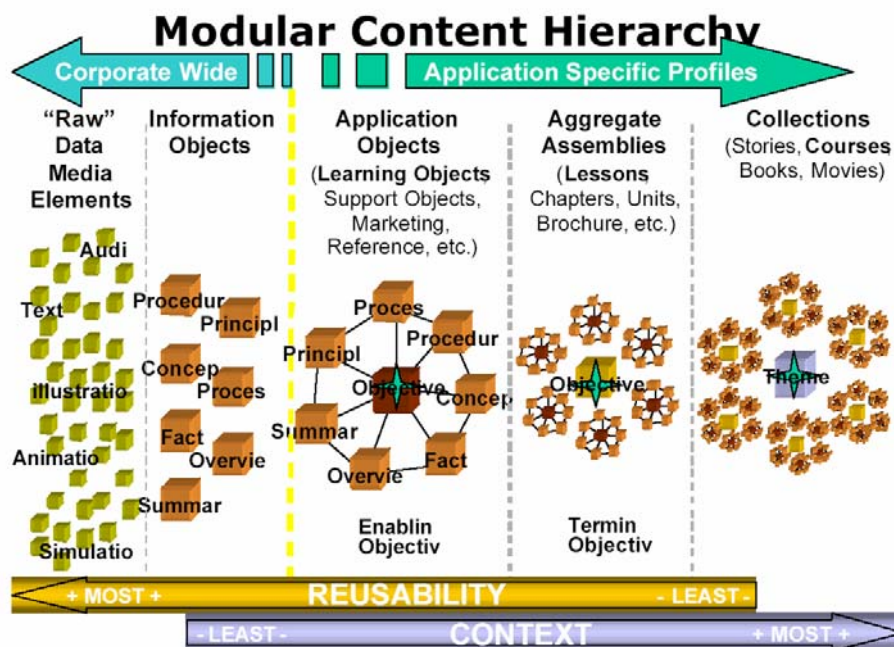 Modular Content Hierarchy
Corporate Wide
Application Specific Profiles
“Raw”
Data
Media
Elements
Information
Objects
Application
Objects
(Learning Objects
Support Objects,
Marketing,
Reference, etc.)
Aggregate
Assemblies
(Lessons,
Chapters, Units,
Brochure, etc.)
Collections
(Stories, Courses,
Books, Movies)
Audi
Text
illustratio
Animatio
Simulatio
Procedur
Principl
Concep
Proces
Fact
Overvie
Summar
Proces
Procedur
Principl
Objective
Concep
Summar
Fact
Overvie
Enablin
Objectiv
Objective
Termin
Objectiv
Theme
+ MOST +
REUSABILITY
- LEAST -
- LEAST -
CONTEXT
+ MOST +